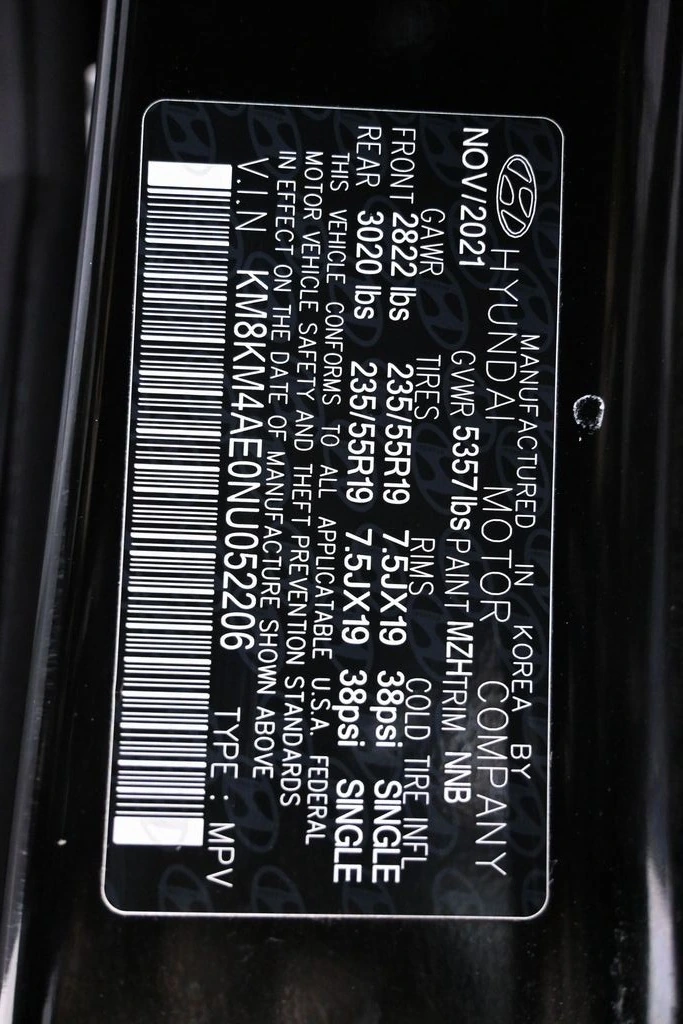 MANUFACTURED IN KOREA BY
HYUNDAI MOTOR COMPANY
NOV/2021 GVWR 5357lbs PAINT MZH TRIM NNB
GAWR TIRES RIMS COLD TIRE INFL
FRONT 2822 lbs 235/55R19 7.5JX19 38psi SINGLE
REAR 3020 lbs 235/55R19 7.5JX19 38psi SINGLE
THIS VEHICLE CONFORMS TO ALL APPLICATABLE U.S.A. FEDERAL
MOTOR VEHICLE SAFETY AND THEFT PREVENTION STANDARDS
IN EFFECT ON THE DATE OF MANUFACTURE SHOWN ABOVE
V.I.N KM8KM4AE0NU052206 TYPE : MPV